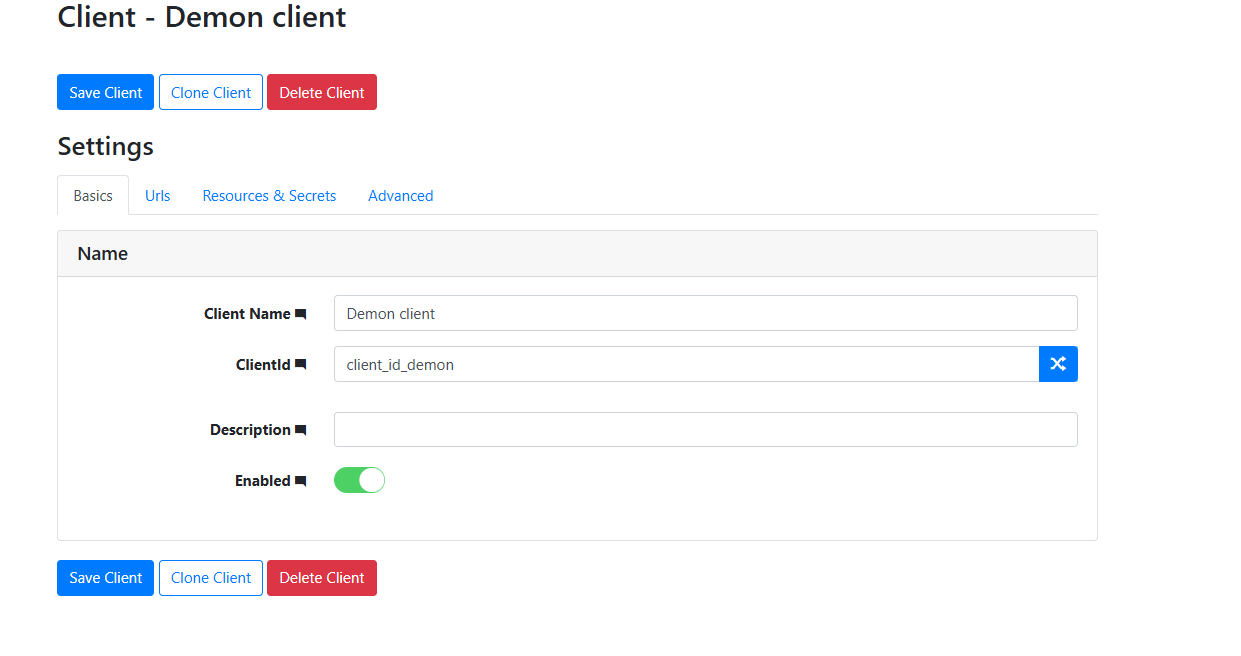 Client - Demon client
Save Client Clone Client Delete Client
Settings
Basics Urls Resources & Secrets Advanced
Name
Client Name Demon client
ClientId client_id_demon
Description
Enabled
Save Client Clone Client Delete Client